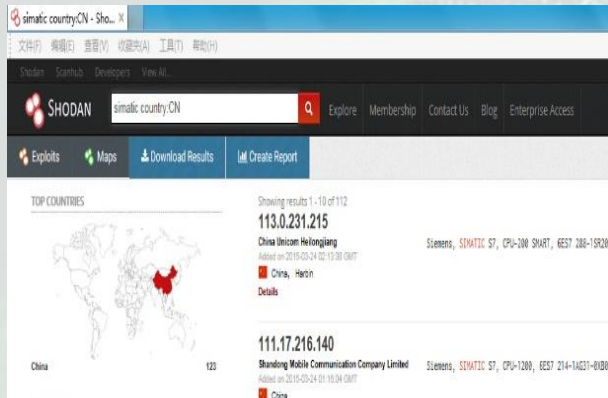 simatic country:CN - Sho... ×
文件(F) 编辑(E) 查看(V) 收藏夹(A) 工具(T) 帮助(H)
Shodan Scanhub Developers View All...
SHODAN simatic country:CN Explore Membership Contact Us Blog Enterprise Access
Exploits Maps Download Results Create Report
TOP COUNTRIES
China 123
Showing results 1 - 10 of 112
113.0.231.215
China Unicom Heilongjiang
Added on 2015-03-24 02:13:30 GMT
China, Harbin
Details
Siemens, SIMATIC S7, CPU-200 SMART, 6ES7 288-1SR20
111.17.216.140
Shandong Mobile Communication Company Limited
Added on 2015-03-24 01:16:34 GMT
China
Siemens, SIMATIC S7, CPU-1200, 6ES7 214-1AG31-0XB0